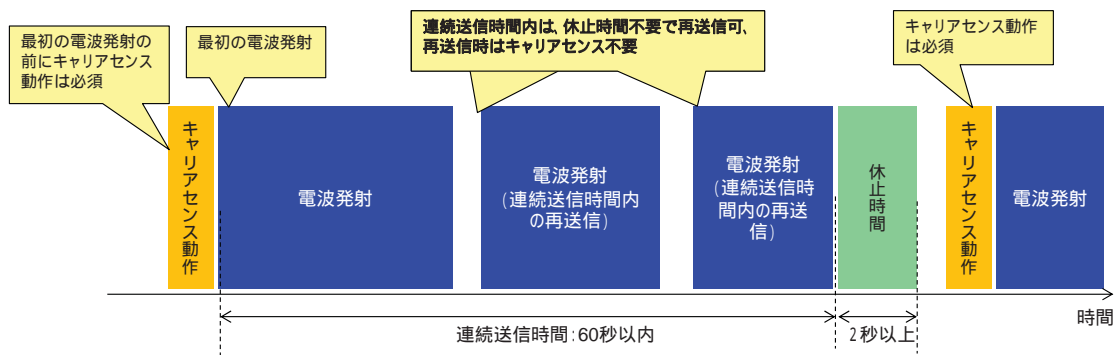 最初の電波発射の
前にキャリアセンス
動作は必須
最初の電波発射
連続送信時間内は、休止時間不要で再送信可、
再送信時はキャリアセンス不要
キャリアセンス動作
は必須
キャリアセンス動作
電波発射
電波発射
(連続送信時間内
の再送信)
電波発射
(連続送信時
間内の再送
信)
休止時間
キャリアセンス動作
電波発射
時間
連続送信時間:60秒以内
2秒以上